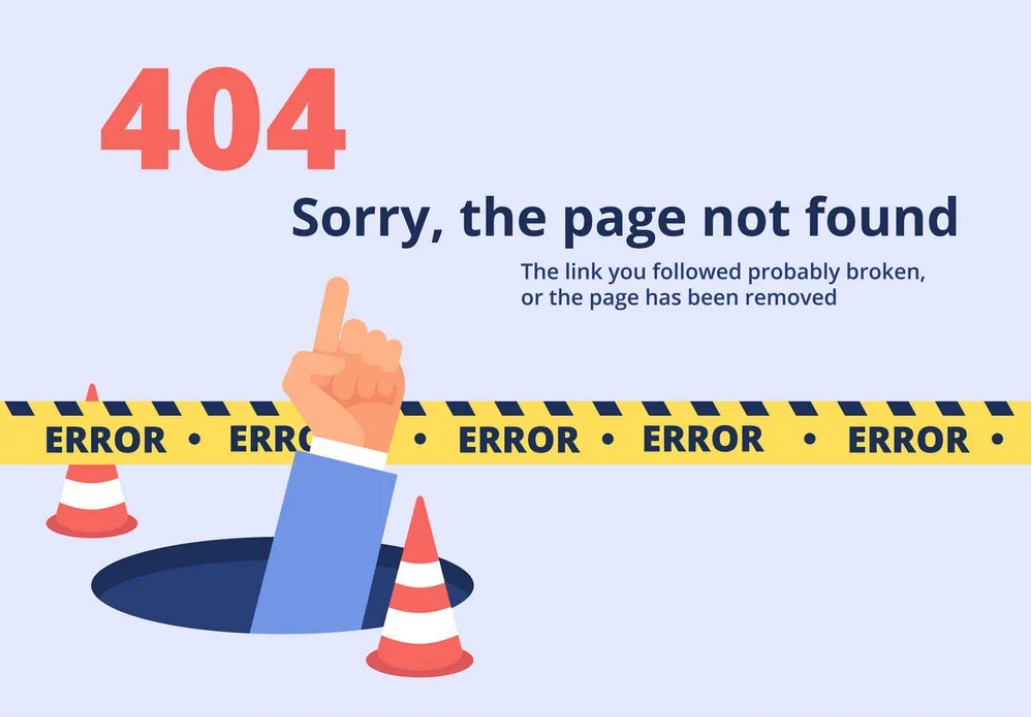 404
Sorry, the page not found
The link you followed probably broken,
or the page has been removed
ERROR • ERRO • ERROR • ERROR • ERROR •